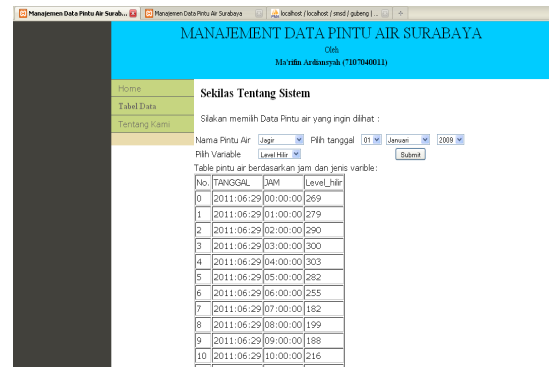 Manajemen Data Pintu Air Surab... Manajemen Data Pintu Air Surabaya localhost / localhost / smsd / gubeng | ...
MANAJEMENT DATA PINTU AIR SURABAYA
Oleh
Ma'rifin Ardiansyah (7107040011)
Home
Tabel Data
Tentang Kami
Sekilas Tentang Sistem
Silakan memilih Data Pintu air yang ingin dilihat :
Nama Pintu Air Jagir Pilih tanggal 01 Januari 2009
Pilih Variable Level Hilir Submit
Table pintu air berdasarkan jam dan jenis varible:
No. TANGGAL JAM Level_hilir
0 2011:06:29 00:00:00 269
1 2011:06:29 01:00:00 279
2 2011:06:29 02:00:00 290
3 2011:06:29 03:00:00 300
4 2011:06:29 04:00:00 303
5 2011:06:29 05:00:00 282
6 2011:06:29 06:00:00 255
7 2011:06:29 07:00:00 182
8 2011:06:29 08:00:00 199
9 2011:06:29 09:00:00 188
10 2011:06:29 10:00:00 216